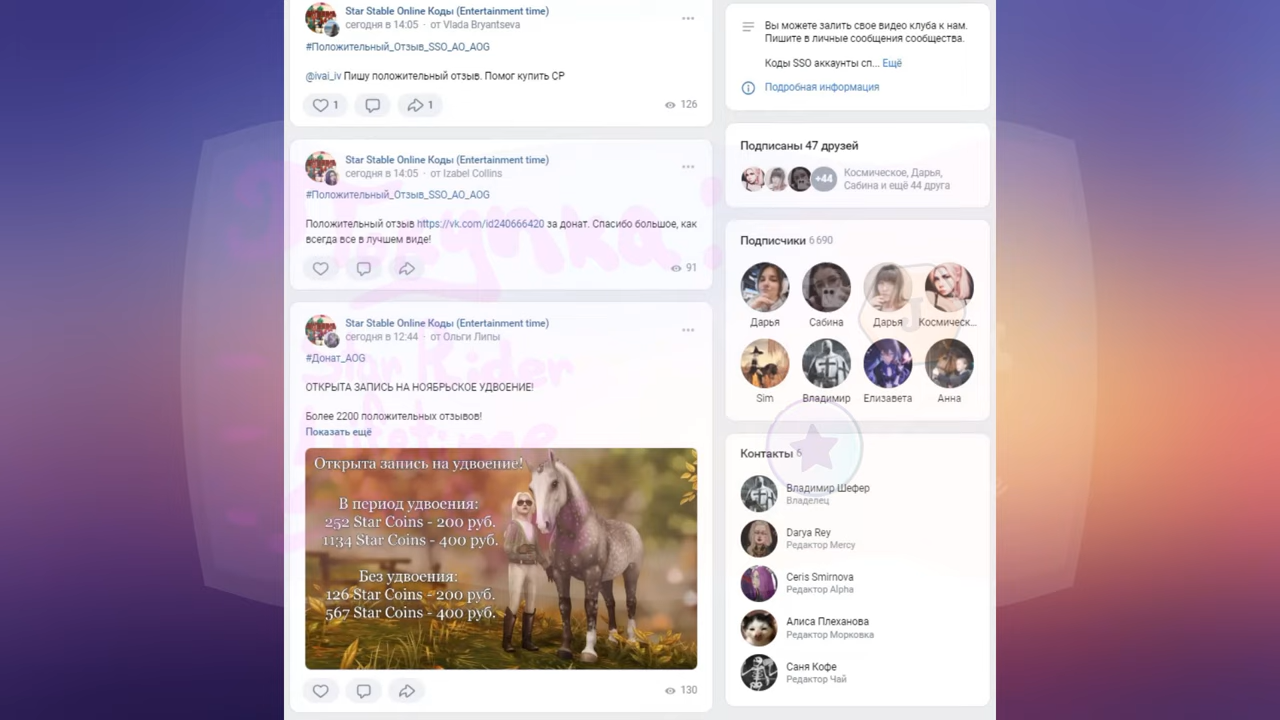 Star Stable Online Коды (Entertainment time)
сегодня в 14:05 · от Vlada Bryantseva
#Положительный_Отзыв_SSO_AO_AOG
@ivai_iv Пишу положительный отзыв. Помог купить СР
1
1
126
Star Stable Online Коды (Entertainment time)
сегодня в 14:05 · от Izabel Collins
#Положительный_Отзыв_SSO_AO_AOG
Положительный отзыв https://vk.com/id240666420 за донат. Спасибо большое, как
всегда все в лучшем виде!
91
Star Stable Online Коды (Entertainment time)
сегодня в 12:44 · от Ольги Липы
#Донат_AOG
ОТКРЫТА ЗАПИСЬ НА НОЯБРЬСКОЕ УДВОЕНИЕ!
Более 2200 положительных отзывов!
Показать ещё
Открыта запись на удвоение!
В период удвоения:
252 Star Coins - 200 руб.
1134 Star Coins - 400 руб.
Без удвоения:
126 Star Coins - 200 руб.
567 Star Coins - 400 руб.
130
Вы можете залить свое видео клуба к нам.
Пишите в личные сообщения сообщества.
Коды SSO аккаунты сп... Ещё
Подробная информация
Подписаны 47 друзей
+44
Космическое, Дарья,
Сабина и ещё 44 друга
Подписчики 6 690
Дарья
Сабина
Дарья
Космическ...
Sim
Владимир
Елизавета
Анна
Контакты 6
Владимир Шефер
Владелец
Darya Rey
Редактор Mercy
Ceris Smirnova
Редактор Alpha
Алиса Плеханова
Редактор Морковка
Саня Кофе
Редактор Чай
Star Rider
Lifetime